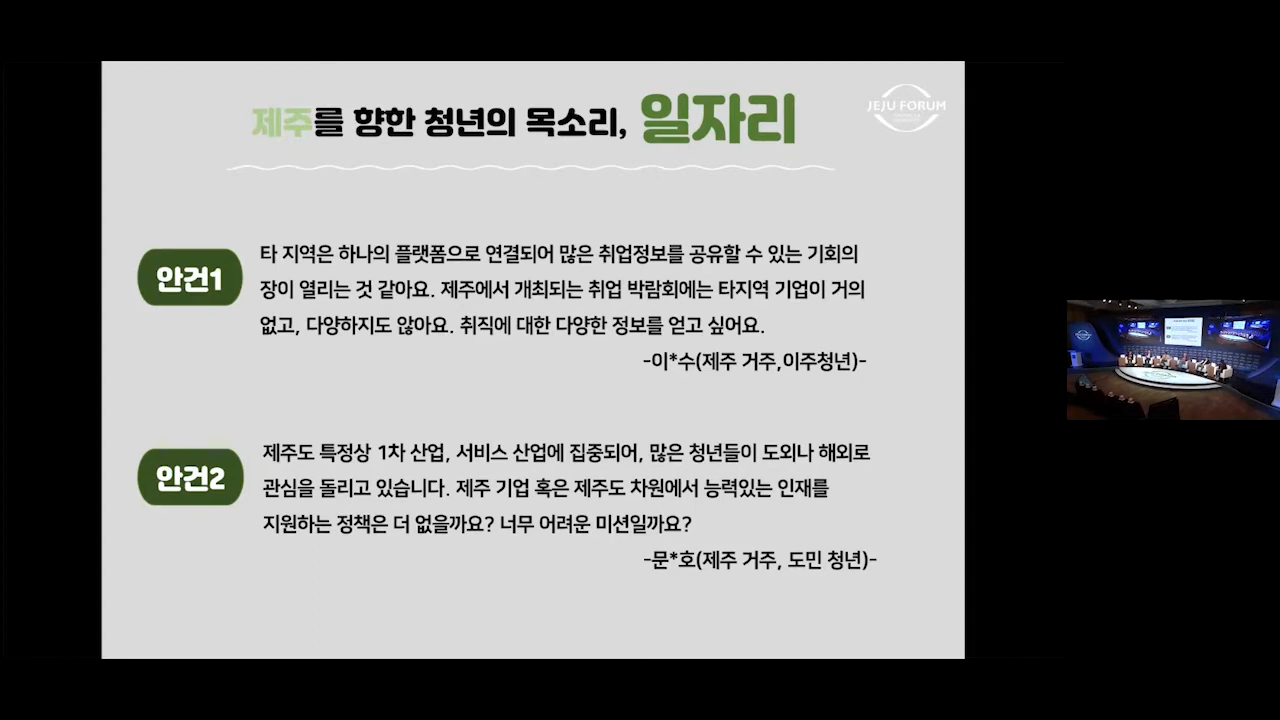 제주를 향한 청년의 목소리, 일자리
JEJU FORUM
안건1
타 지역은 하나의 플랫폼으로 연결되어 많은 취업정보를 공유할 수 있는 기회의
장이 열리는 것 같아요. 제주에서 개최되는 취업 박람회에는 타지역 기업이 거의
없고, 다양하지도 않아요. 취직에 대한 다양한 정보를 얻고 싶어요.
-이*수(제주 거주,이주청년)-
안건2
제주도 특정상 1차 산업, 서비스 산업에 집중되어, 많은 청년들이 도외나 해외로
관심을 돌리고 있습니다. 제주 기업 혹은 제주도 차원에서 능력있는 인재를
지원하는 정책은 더 없을까요? 너무 어려운 미션일까요?
-문*호(제주 거주, 도민 청년)-